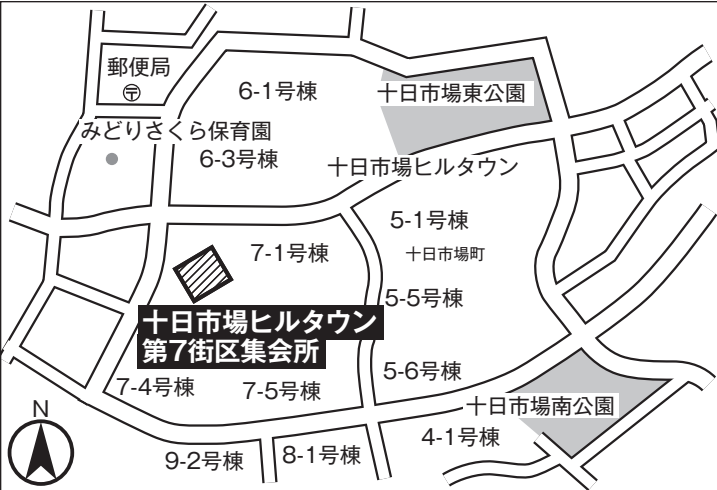 郵便局
〒
6-1号棟
十日市場東公園
みどりさくら保育園
6-3号棟
十日市場ヒルタウン
5-1号棟
7-1号棟
十日市場町
5-5号棟
十日市場ヒルタウン
第7街区集会所
5-6号棟
7-4号棟
7-5号棟
十日市場南公園
N
4-1号棟
9-2号棟
8-1号棟